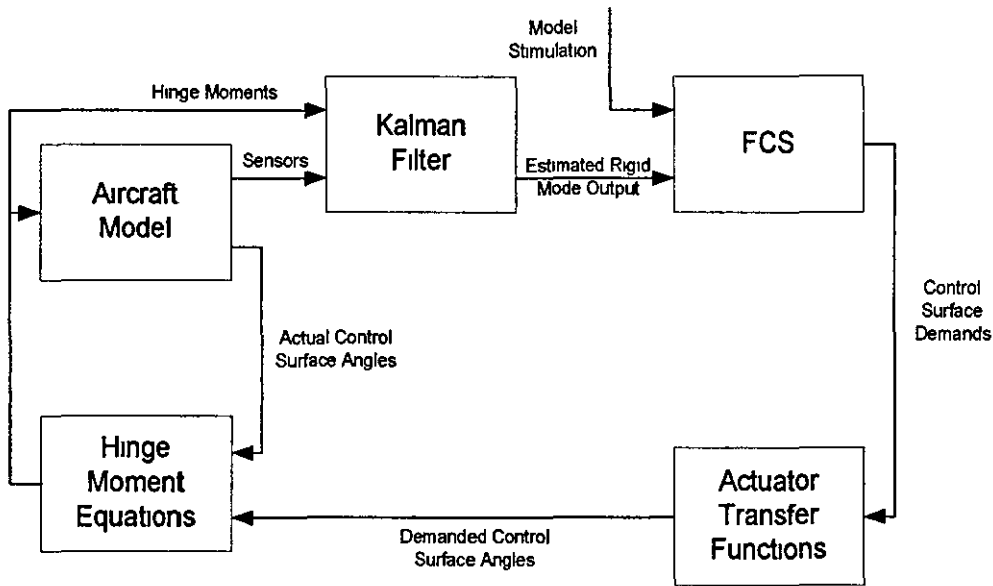 Model
Stimulation
Hinge Moments
Kalman
Filter
FCS
Sensors
Estimated Rigid
Mode Output
Aircraft
Model
Control
Surface
Demands
Actual Control
Surface Angles
Hinge
Moment
Equations
Actuator
Transfer
Functions
Demanded Control
Surface Angles